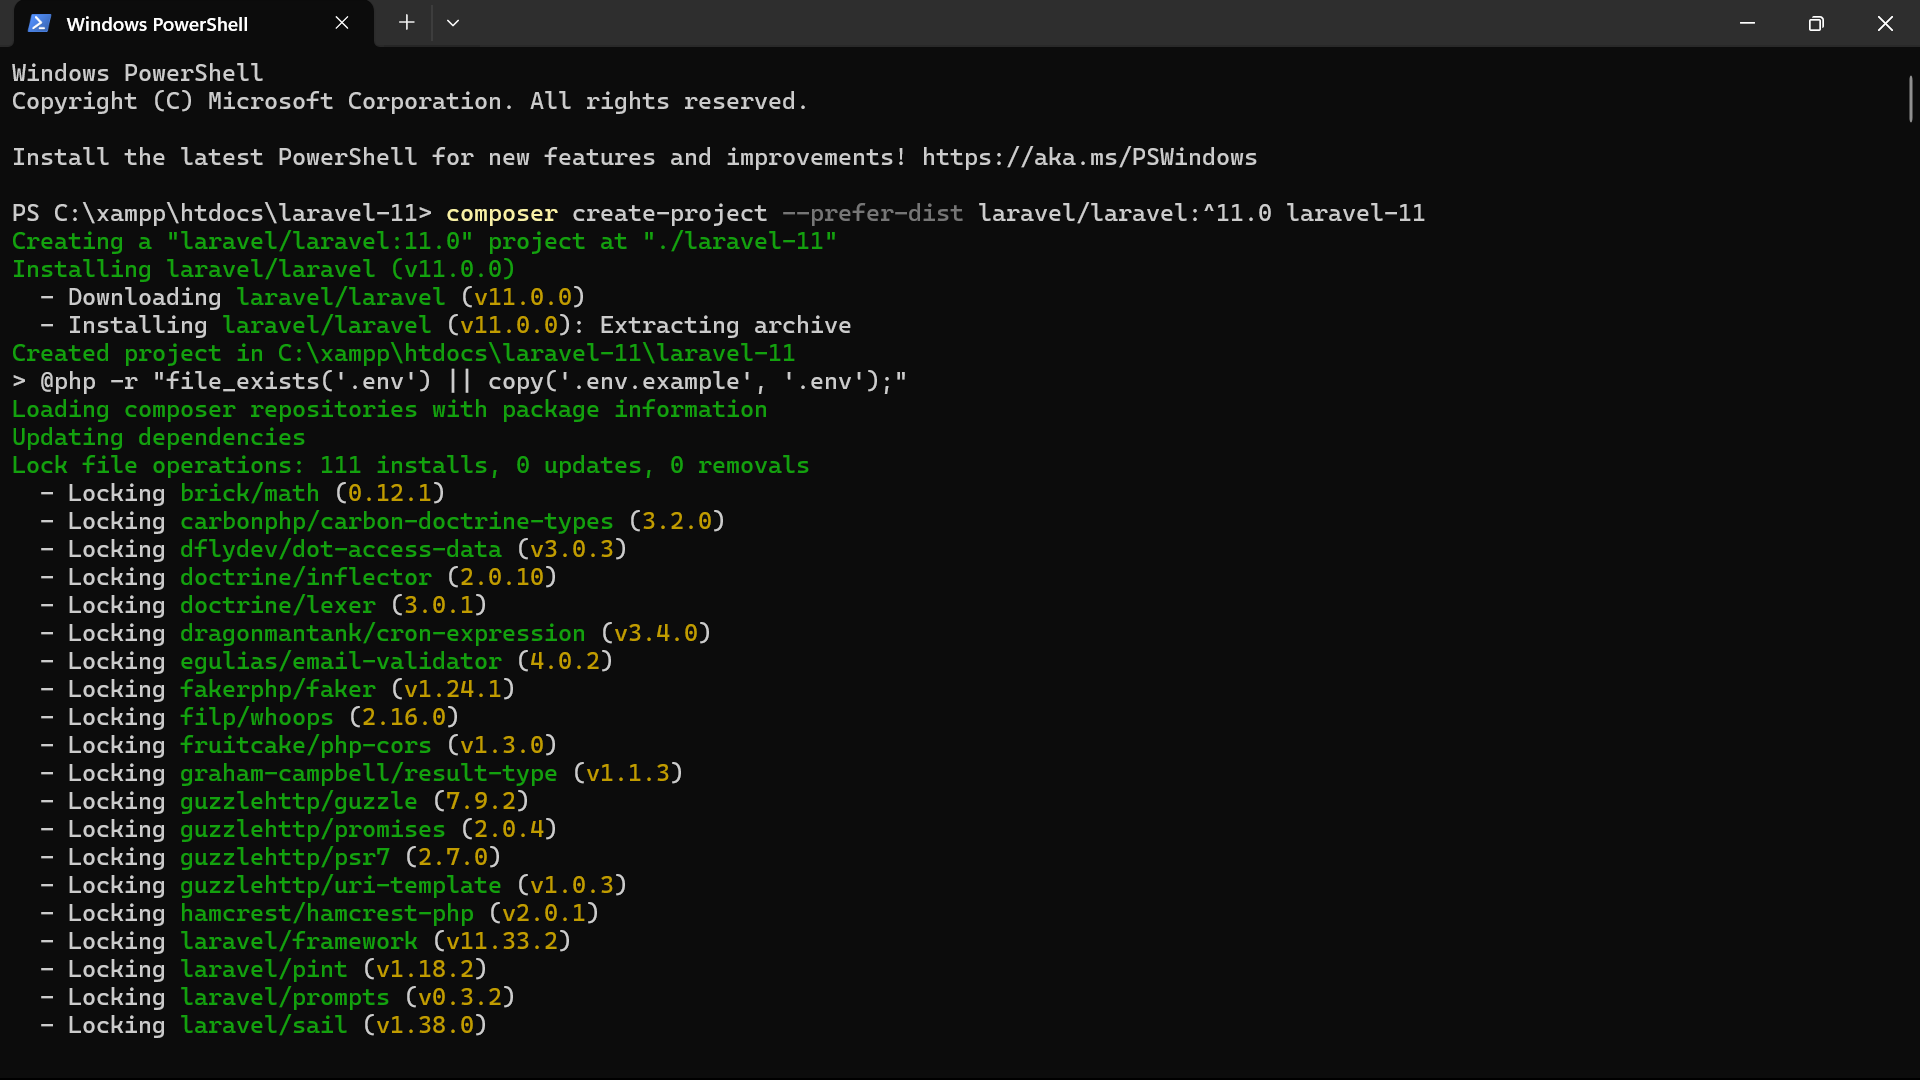 Windows PowerShell
Windows PowerShell
Copyright (C) Microsoft Corporation. All rights reserved.
Install the latest PowerShell for new features and improvements! https://aka.ms/PSWindows
PS C:\xampp\htdocs\laravel-11> composer create-project --prefer-dist laravel/laravel:^11.0 laravel-11
Creating a "laravel/laravel:11.0" project at "./laravel-11"
Installing laravel/laravel (v11.0.0)
  - Downloading laravel/laravel (v11.0.0)
  - Installing laravel/laravel (v11.0.0): Extracting archive
Created project in C:\xampp\htdocs\laravel-11\laravel-11
> @php -r "file_exists('.env') || copy('.env.example', '.env');"
Loading composer repositories with package information
Updating dependencies
Lock file operations: 111 installs, 0 updates, 0 removals
  - Locking brick/math (0.12.1)
  - Locking carbonphp/carbon-doctrine-types (3.2.0)
  - Locking dflydev/dot-access-data (v3.0.3)
  - Locking doctrine/inflector (2.0.10)
  - Locking doctrine/lexer (3.0.1)
  - Locking dragonmantank/cron-expression (v3.4.0)
  - Locking egulias/email-validator (4.0.2)
  - Locking fakerphp/faker (v1.24.1)
  - Locking filp/whoops (2.16.0)
  - Locking fruitcake/php-cors (v1.3.0)
  - Locking graham-campbell/result-type (v1.1.3)
  - Locking guzzlehttp/guzzle (7.9.2)
  - Locking guzzlehttp/promises (2.0.4)
  - Locking guzzlehttp/psr7 (2.7.0)
  - Locking guzzlehttp/uri-template (v1.0.3)
  - Locking hamcrest/hamcrest-php (v2.0.1)
  - Locking laravel/framework (v11.33.2)
  - Locking laravel/pint (v1.18.2)
  - Locking laravel/prompts (v0.3.2)
  - Locking laravel/sail (v1.38.0)